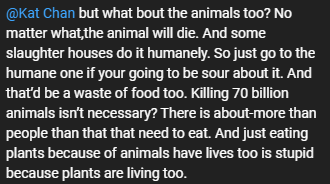 @Kat Chan but what bout the animals too? No
matter what,the animal will die. And some
slaughter houses do it humanely. So just go to the
humane one if your going to be sour about it. And
that'd be a waste of food too. Killing 70 billion
animals isn't necessary? There is about-more than
people than that that need to eat. And just eating
plants because of animals have lives too is stupid
because plants are living too.